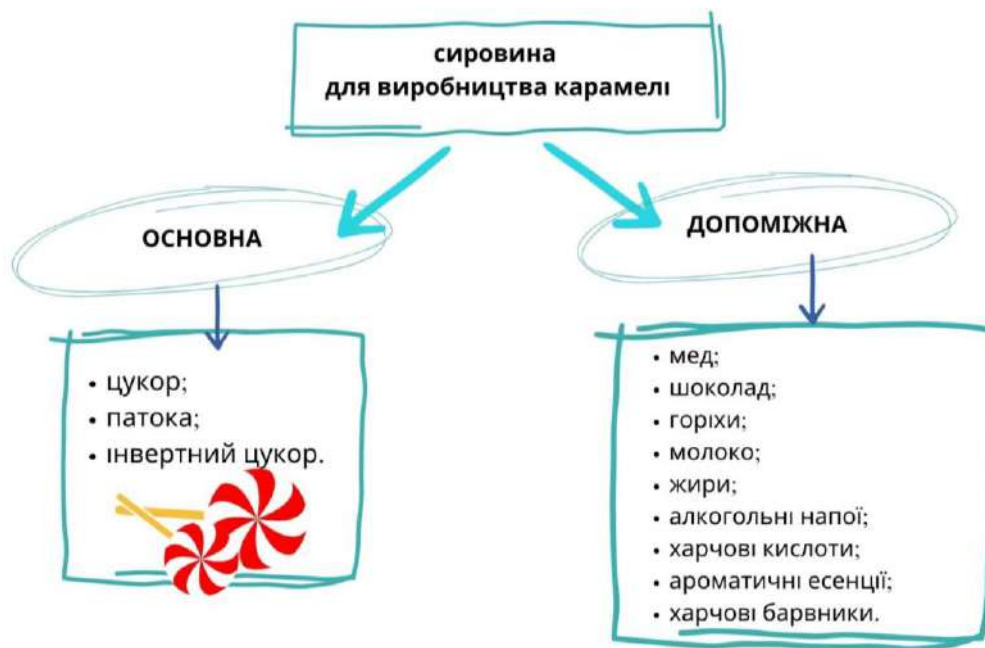 сировина
для виробництва карамелі
ОСНОВНА
ДОПОМІЖНА
• цукор;
• патока;
• інвертний цукор.
• мед;
• шоколад;
• горіхи;
• молоко;
• жири;
• алкогольні напої;
• харчові кислоти;
• ароматичні есенції;
• харчові барвники.